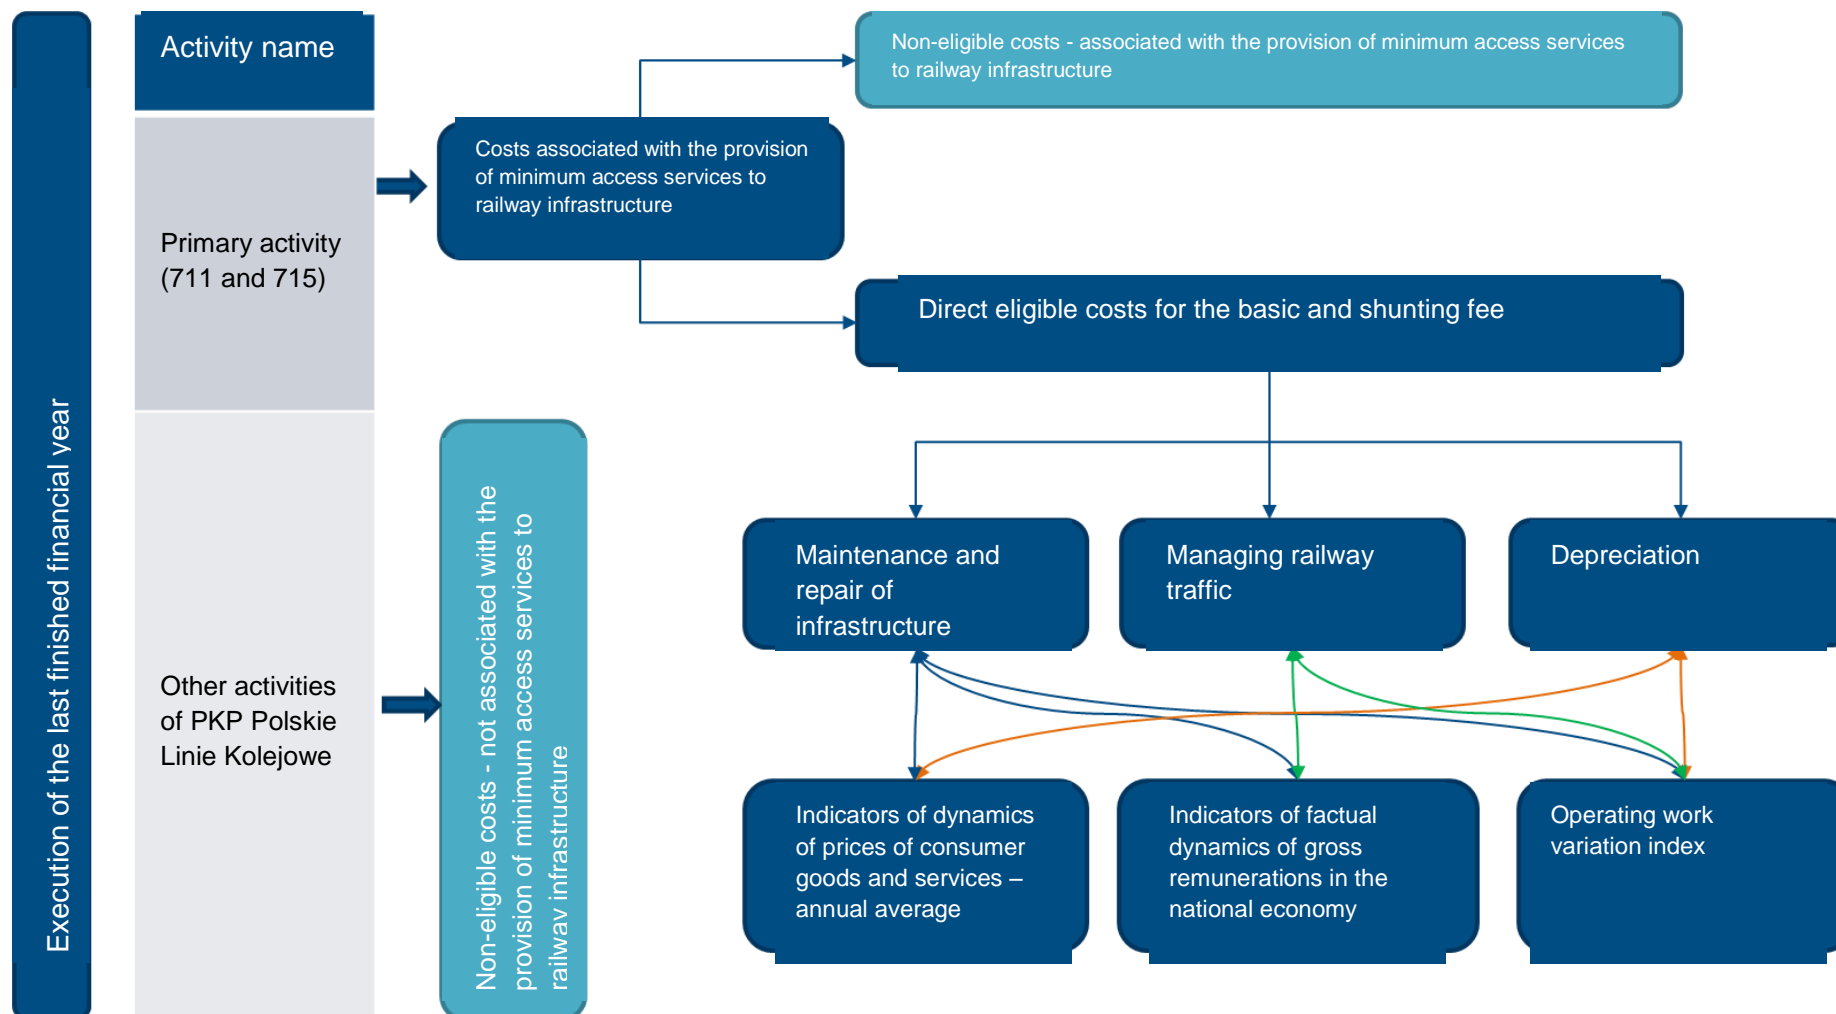 Execution of the last finished financial year
Activity name
Primary activity
(711 and 715)
Other activities
of PKP Polskie
Linie Kolejowe
Costs associated with the provision
of minimum access services to
railway infrastructure
Non-eligible costs - associated with the provision of minimum access services
to railway infrastructure
Direct eligible costs for the basic and shunting fee
Non-eligible costs - not associated with the
provision of minimum access services to
railway infrastructure
Maintenance and
repair of
infrastructure
Managing railway
traffic
Depreciation
Indicators of dynamics
of prices of consumer
goods and services –
annual average
Indicators of factual
dynamics of gross
remunerations in the
national economy
Operating work
variation index